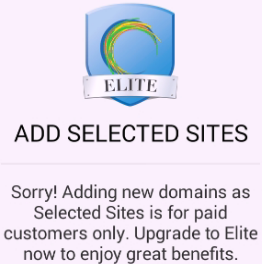 ELITE
ADD SELECTED SITES
Sorry! Adding new domains as
Selected Sites is for paid
customers only. Upgrade to Elite
now to enjoy great benefits.